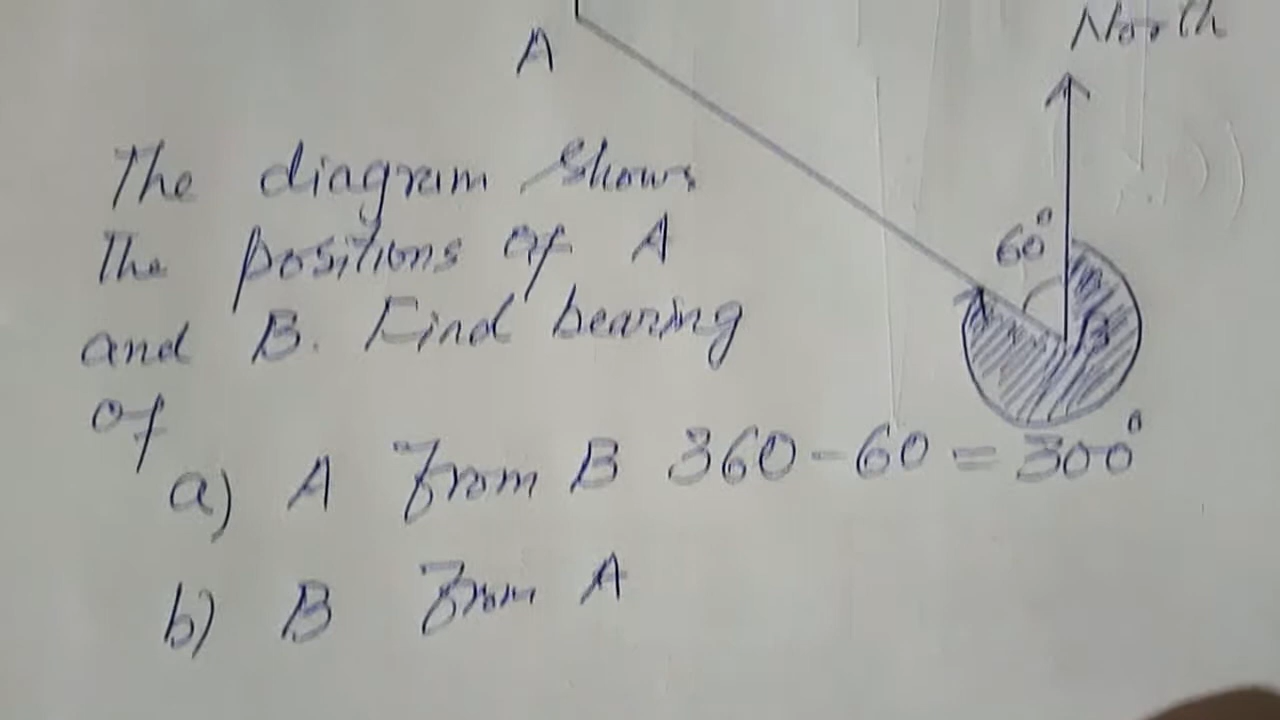 North
A
The diagram shows
60°
The positions of A
and B. Find bearing
B
of
a) A from B 360-60 = 300°
b) B from A